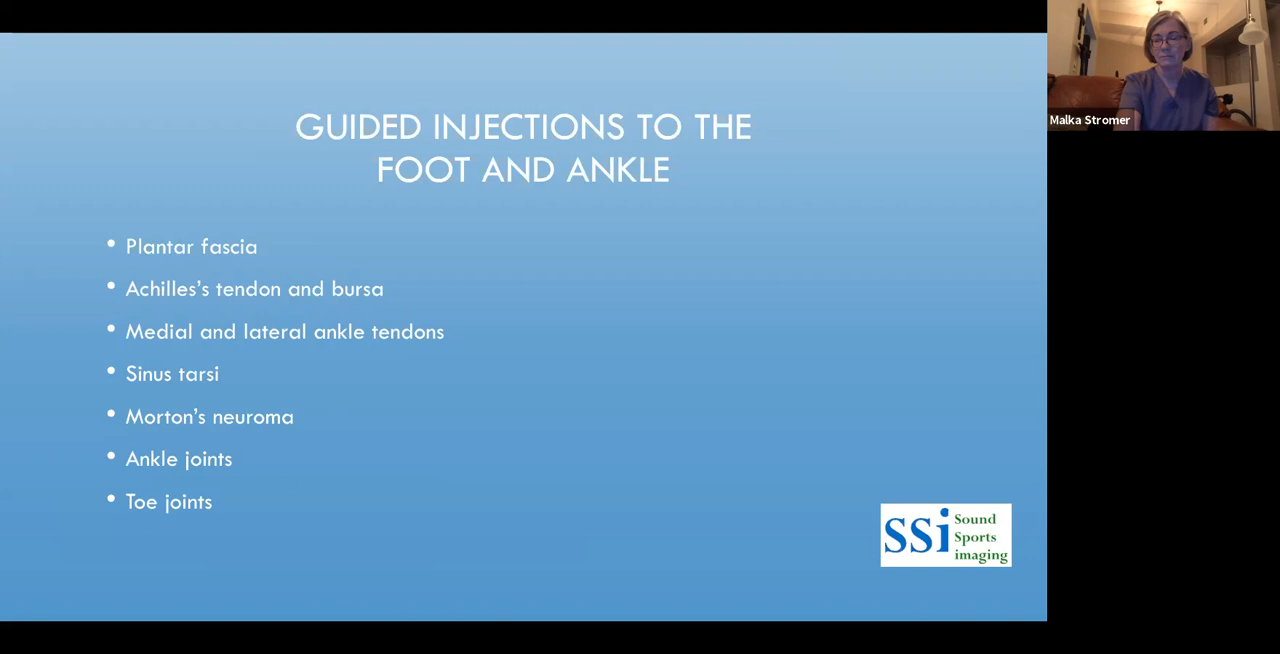 GUIDED INJECTIONS TO THE
FOOT AND ANKLE
• Plantar fascia
• Achilles's tendon and bursa
• Medial and lateral ankle tendons
• Sinus tarsi
• Morton's neuroma
• Ankle joints
• Toe joints
SSi
Sound
Sports
imaging
Malka Stromer